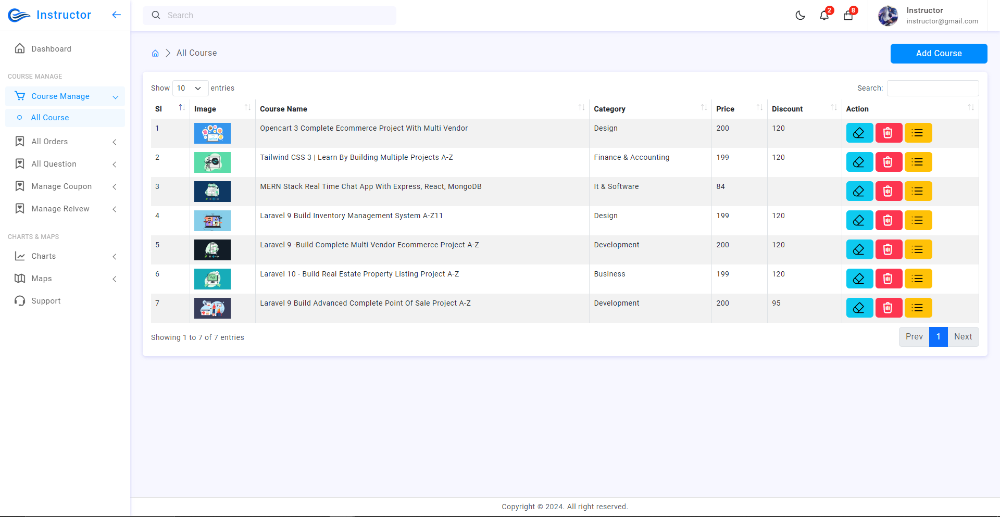 Instructor
Search
2
8
Instructor
instructor@gmail.com
Dashboard
COURSE MANAGE
Course Manage
All Course
All Orders
All Question
Manage Coupon
Manage Reivew
CHARTS & MAPS
Charts
Maps
Support
All Course
Add Course
Show 10 entries
Search:
Sl Image Course Name Category Price Discount Action
1 Opencart 3 Complete Ecommerce Project With Multi Vendor Design 200 120
2 Tailwind CSS 3 | Learn By Building Multiple Projects A-Z Finance & Accounting 199 120
3 MERN Stack Real Time Chat App With Express, React, MongoDB It & Software 84
4 Laravel 9 Build Inventory Management System A-Z11 Design 199 120
5 Laravel 9 -Build Complete Multi Vendor Ecommerce Project A-Z Development 200 120
6 Laravel 10 - Build Real Estate Property Listing Project A-Z Business 199 120
7 Laravel 9 Build Advanced Complete Point Of Sale Project A-Z Development 200 95
Showing 1 to 7 of 7 entries
Prev 1 Next
Copyright © 2024. All right reserved.